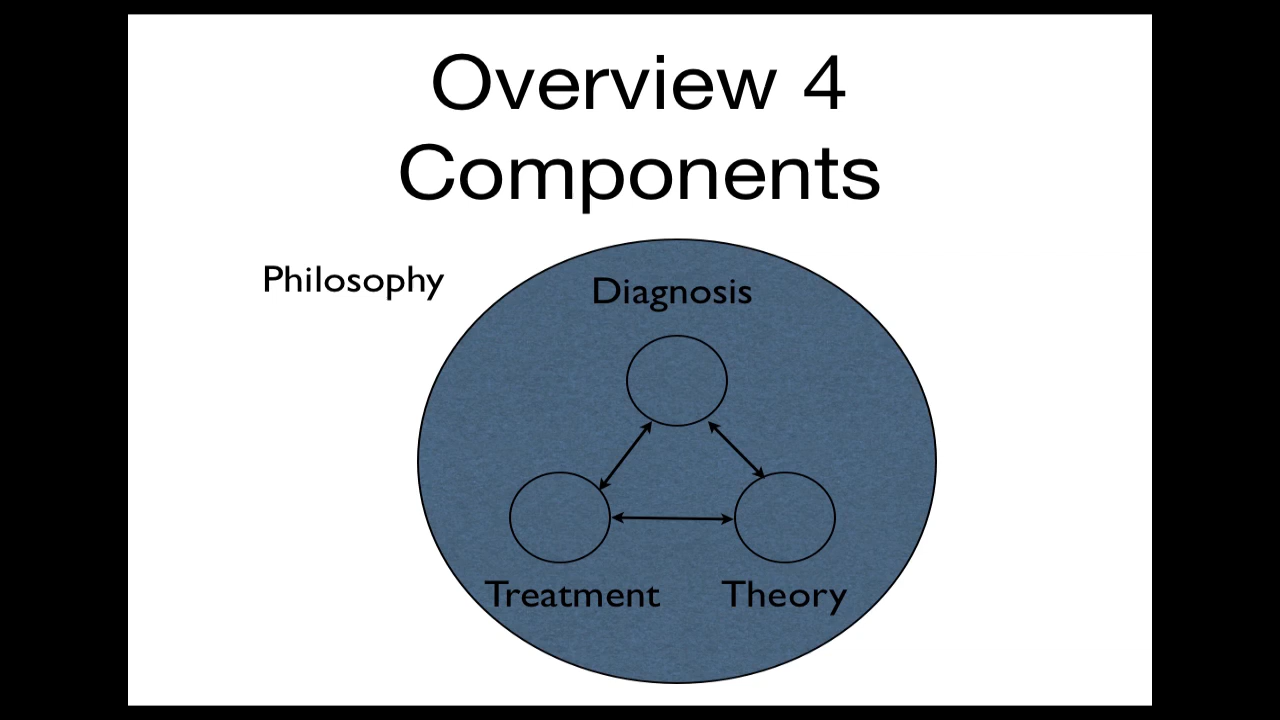 Overview 4
Components
Philosophy
Diagnosis
Treatment
Theory